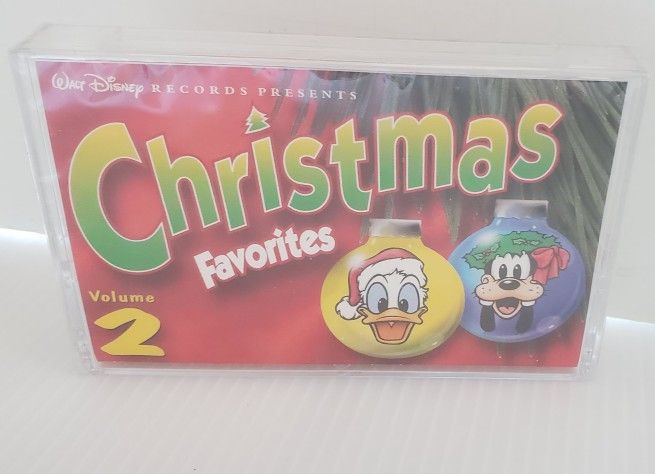 Walt Disney RECORDS PRESENTS
Christmas
Favorites
Volume
2